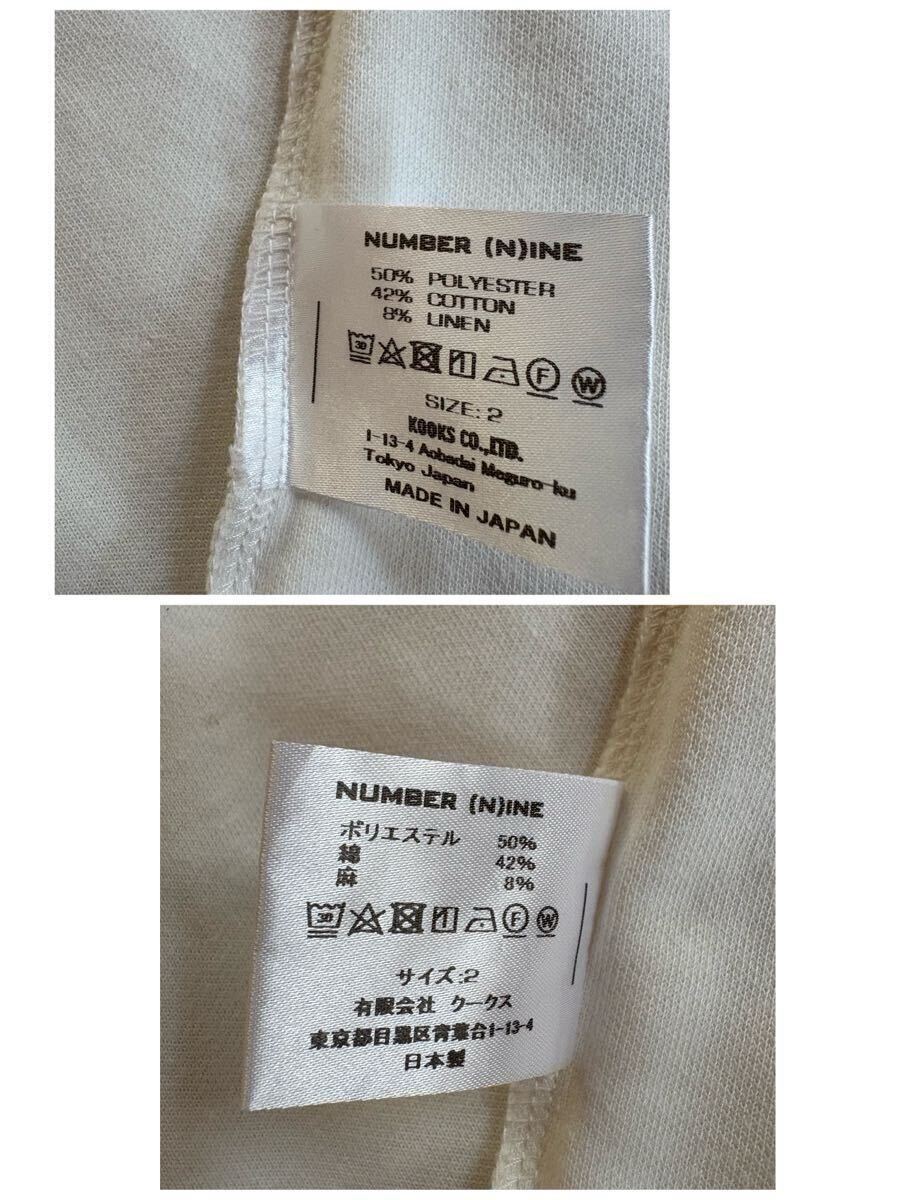 NUMBER (N)INE
50% POLYESTER
42% COTTON
8% LINEN
30 F W
SIZE: 2
KOOKS CO.,LTD.
1-13-4 Aobadai Meguro-ku
Tokyo Japan
MADE IN JAPAN
NUMBER (N)INE
ポリエステル 50%
綿 42%
麻 8%
30 F W
サイズ:2
有限会社 クークス
東京都目黒区青葉台1-13-4
日本製